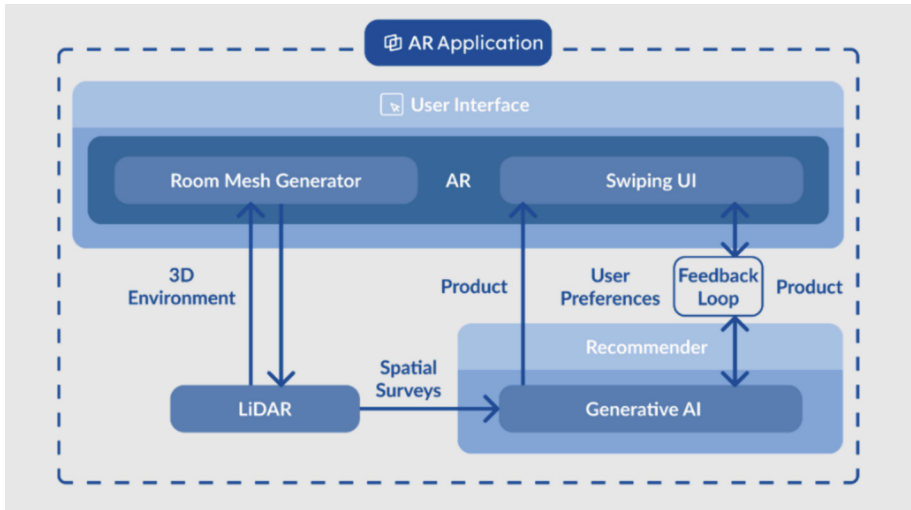 AR Application
User Interface
Room Mesh Generator
AR
Swiping UI
3D
Environment
Product
User
Preferences
Feedback
Loop
Product
Recommender
Spatial
Surveys
LiDAR
Generative AI